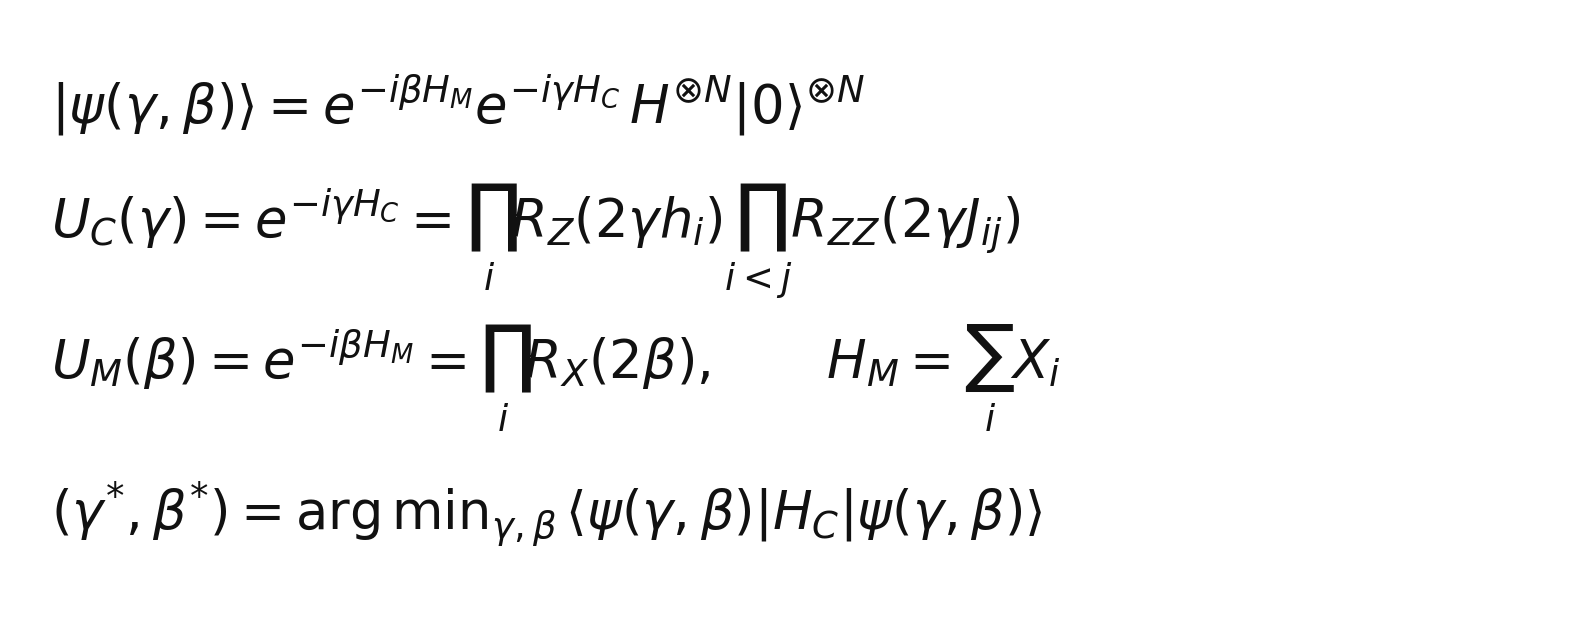 |ψ(γ, β)⟩ = e^{−iβH_M} e^{−iγH_C} H^{⊗N}|0⟩^{⊗N}
U_C(γ) = e^{−iγH_C} = ∏_i R_Z(2γh_i) ∏_{i<j} R_{ZZ}(2γJ_{ij})
U_M(β) = e^{−iβH_M} = ∏_i R_X(2β), H_M = ∑_i X_i
(γ^*, β^*) = arg min_{γ, β} ⟨ψ(γ, β)|H_C|ψ(γ, β)⟩